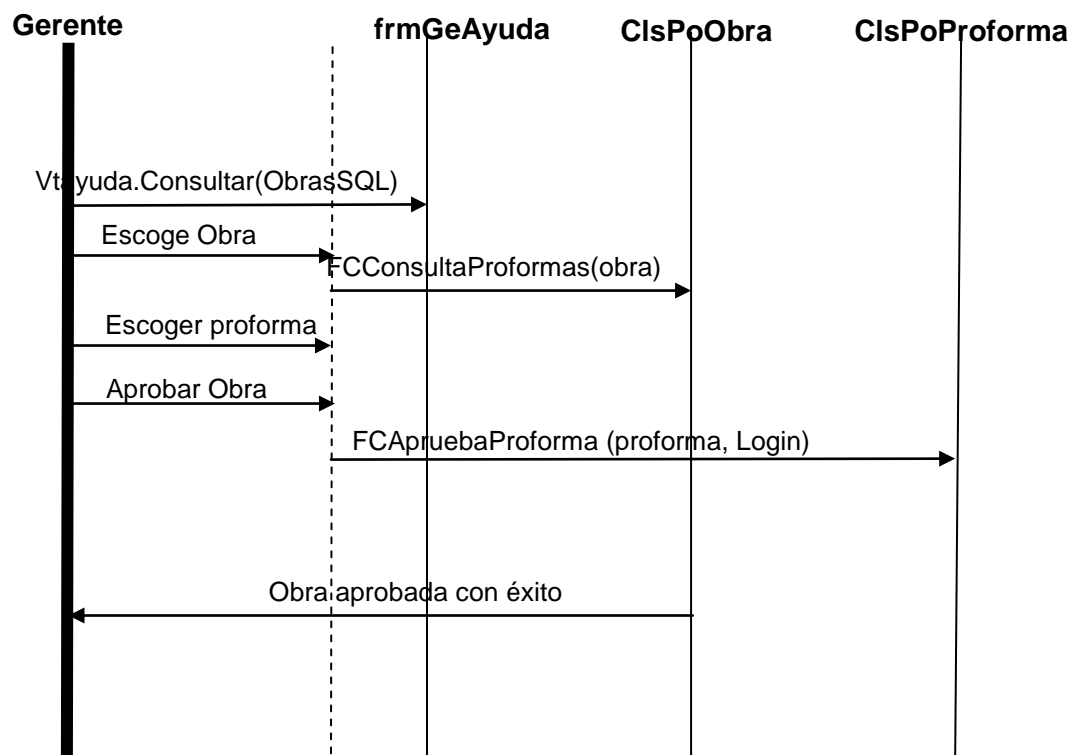 Gerente frmGeAyuda ClsPoObra ClsPoProforma
Vtayuda.Consultar(ObrasSQL)
Escoge Obra
FCConsultaProformas(obra)
Escoger proforma
Aprobar Obra
FCApruebaProforma (proforma, Login)
Obra aprobada con éxito